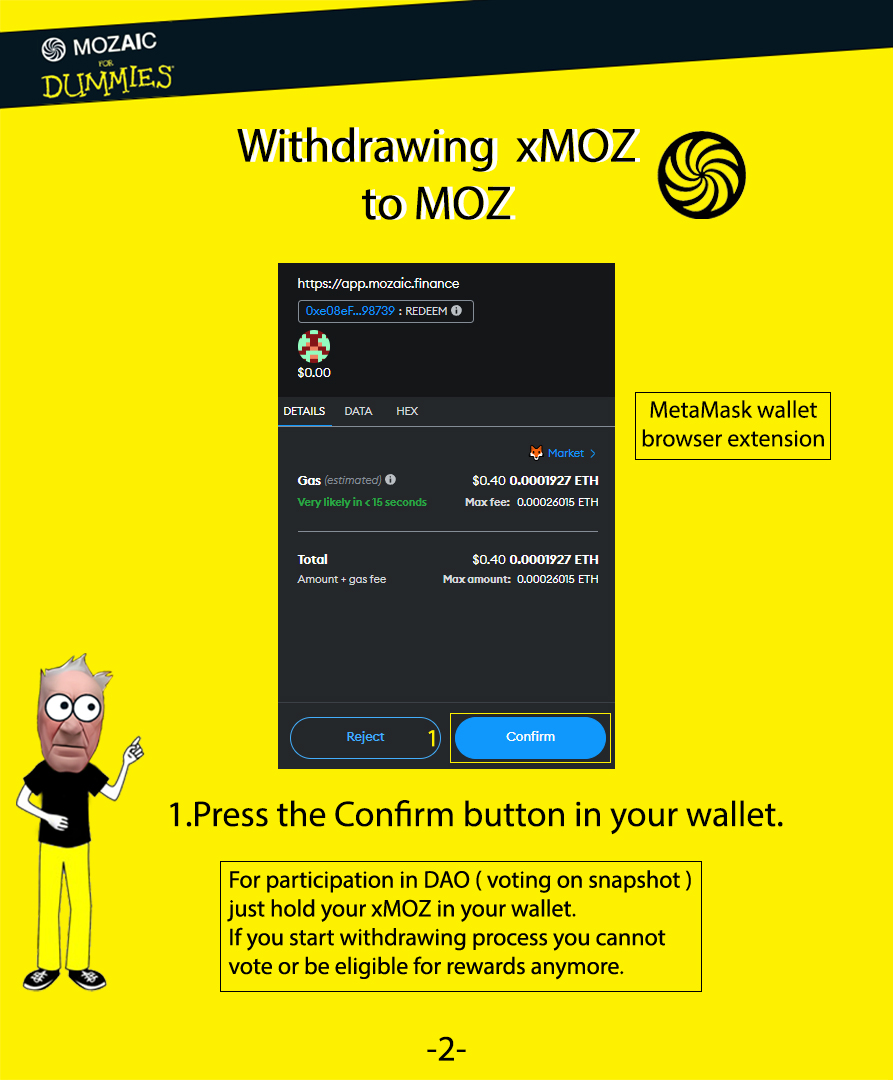 MOZAIC
FOR
DUMMIES
Withdrawing xMOZ
to MOZ
https://app.mozaic.finance
0xe08eF...98739 : REDEEM
$0.00
DETAILS DATA HEX
MetaMask wallet
browser extension
Market >
Gas (estimated) $0.40 0.0001927 ETH
Very likely in < 15 seconds Max fee: 0.00026015 ETH
Total $0.40 0.0001927 ETH
Amount + gas fee Max amount: 0.00026015 ETH
Reject 1 Confirm
1.Press the Confirm button in your wallet.
For participation in DAO ( voting on snapshot )
just hold your xMOZ in your wallet.
If you start withdrawing process you cannot
vote or be eligible for rewards anymore.
-2-